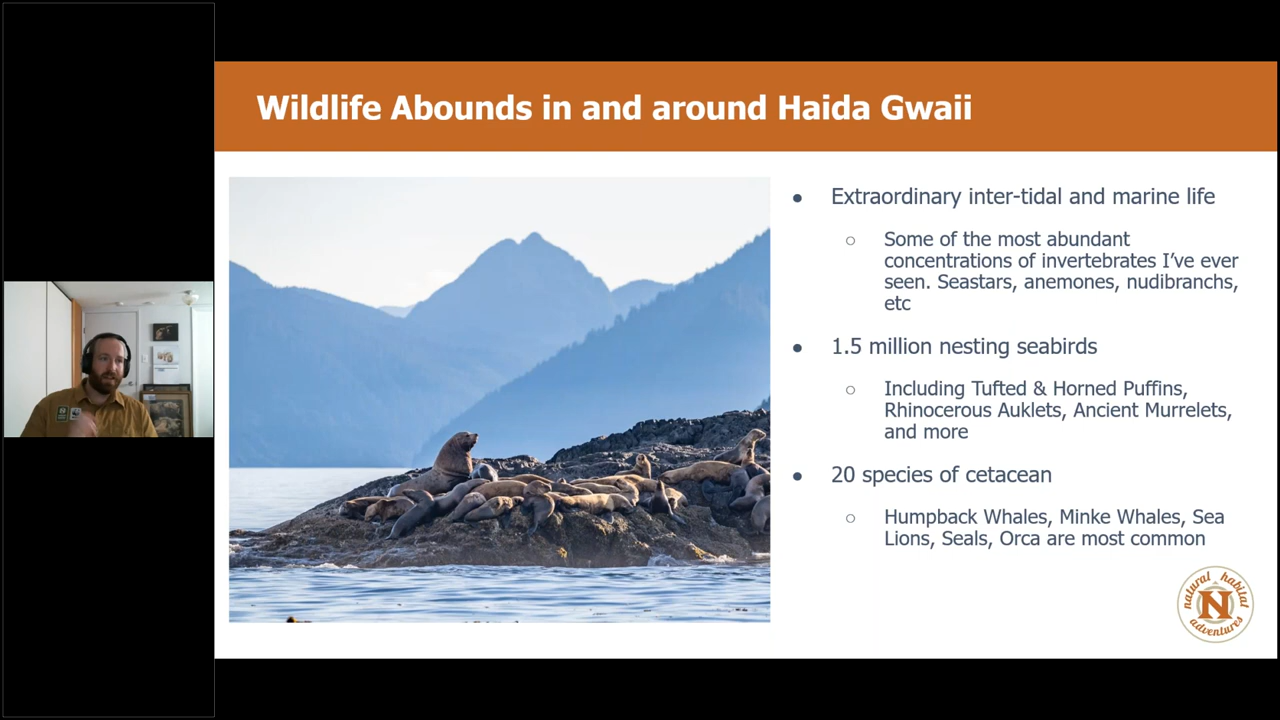 Wildlife Abounds in and around Haida Gwaii
● Extraordinary inter-tidal and marine life
○ Some of the most abundant
concentrations of invertebrates I’ve ever
seen. Seastars, anemones, nudibranchs,
etc
● 1.5 million nesting seabirds
○ Including Tufted & Horned Puffins,
Rhinocerous Auklets, Ancient Murrelets,
and more
● 20 species of cetacean
○ Humpback Whales, Minke Whales, Sea
Lions, Seals, Orca are most common
natural habitat
N
adventures